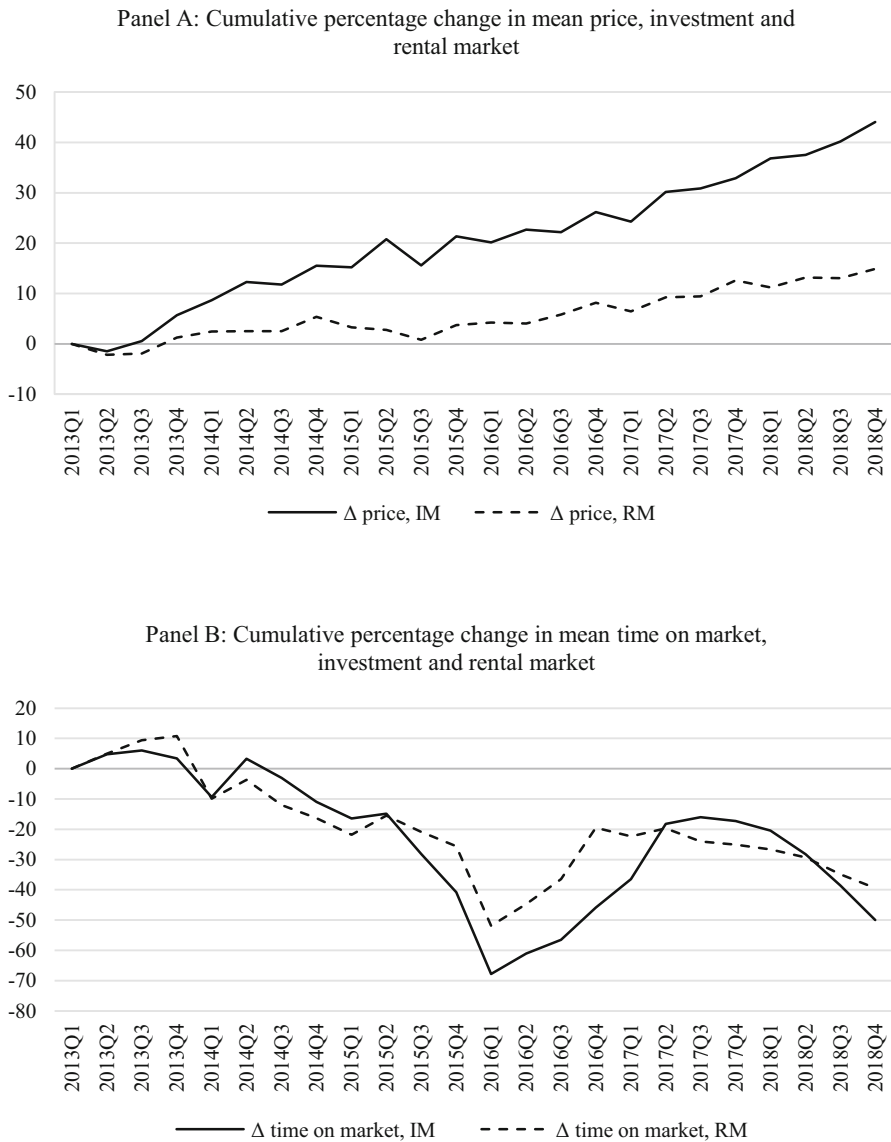 Panel A: Cumulative percentage change in mean price, investment and
rental market
50
40
30
20
10
0
-10
2013Q1
2013Q2
2013Q3
2013Q4
2014Q1
2014Q2
2014Q3
2014Q4
2015Q1
2015Q2
2015Q3
2015Q4
2016Q1
2016Q2
2016Q3
2016Q4
2017Q1
2017Q2
2017Q3
2017Q4
2018Q1
2018Q2
2018Q3
2018Q4
Δ price, IM Δ price, RM
Panel B: Cumulative percentage change in mean time on market,
investment and rental market
20
10
0
-10
-20
-30
-40
-50
-60
-70
-80
2013Q1
2013Q2
2013Q3
2013Q4
2014Q1
2014Q2
2014Q3
2014Q4
2015Q1
2015Q2
2015Q3
2015Q4
2016Q1
2016Q2
2016Q3
2016Q4
2017Q1
2017Q2
2017Q3
2017Q4
2018Q1
2018Q2
2018Q3
2018Q4
Δ time on market, IM Δ time on market, RM